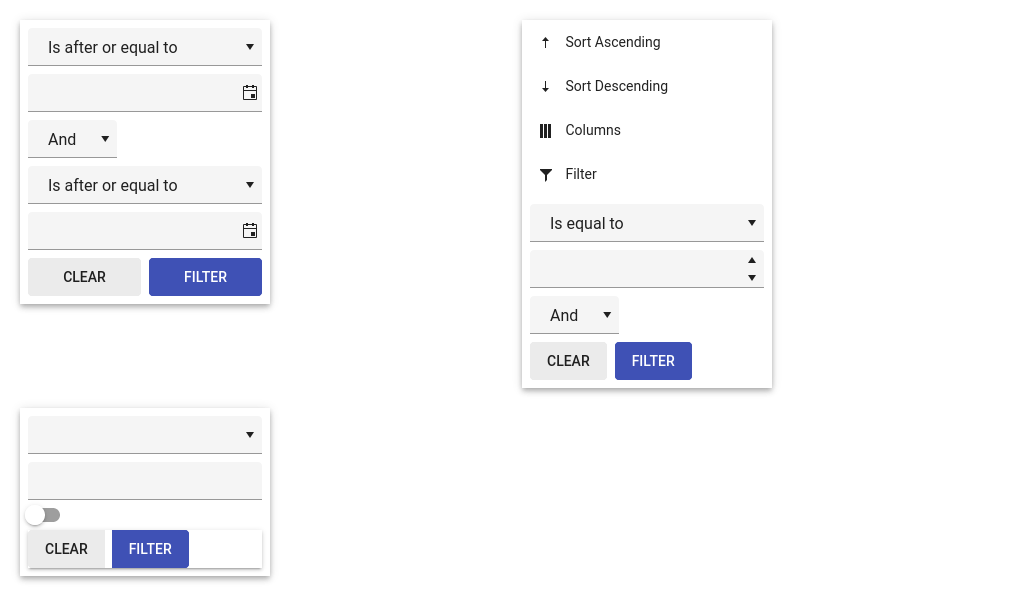 Is after or equal to
And
Is after or equal to
CLEAR
FILTER
Sort Ascending
Sort Descending
Columns
Filter
Is equal to
And
CLEAR
FILTER
CLEAR
FILTER